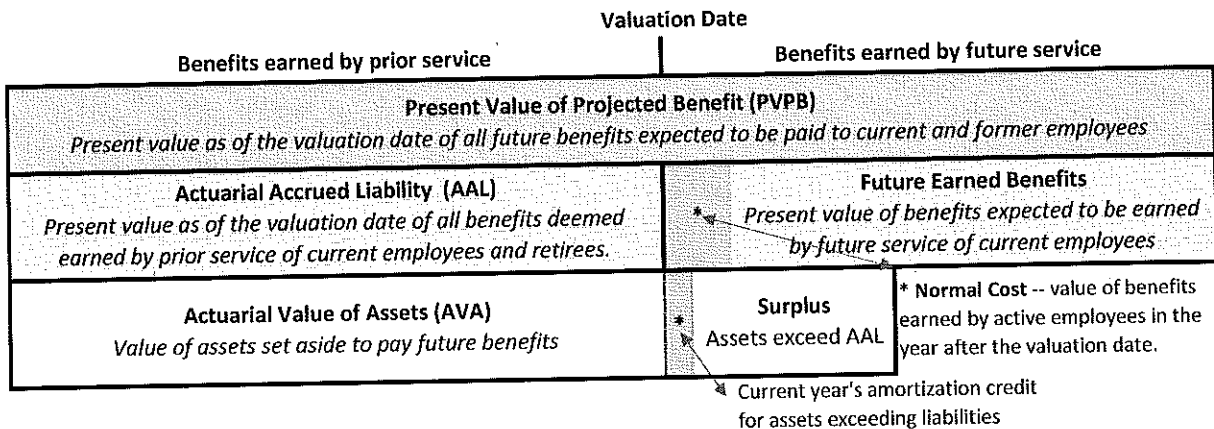 Valuation Date
Benefits earned by prior service
Benefits earned by future service
Present Value of Projected Benefit (PVPB)
Present value as of the valuation date of all future benefits expected to be paid to current and former employees
Actuarial Accrued Liability (AAL)
Present value as of the valuation date of all benefits deemed
earned by prior service of current employees and retirees.
*
Future Earned Benefits
Present value of benefits expected to be earned
by future service of current employees
Actuarial Value of Assets (AVA)
Value of assets set aside to pay future benefits
*
Surplus
Assets exceed AAL
* Normal Cost -- value of benefits
earned by active employees in the
year after the valuation date.
Current year's amortization credit
for assets exceeding liabilities